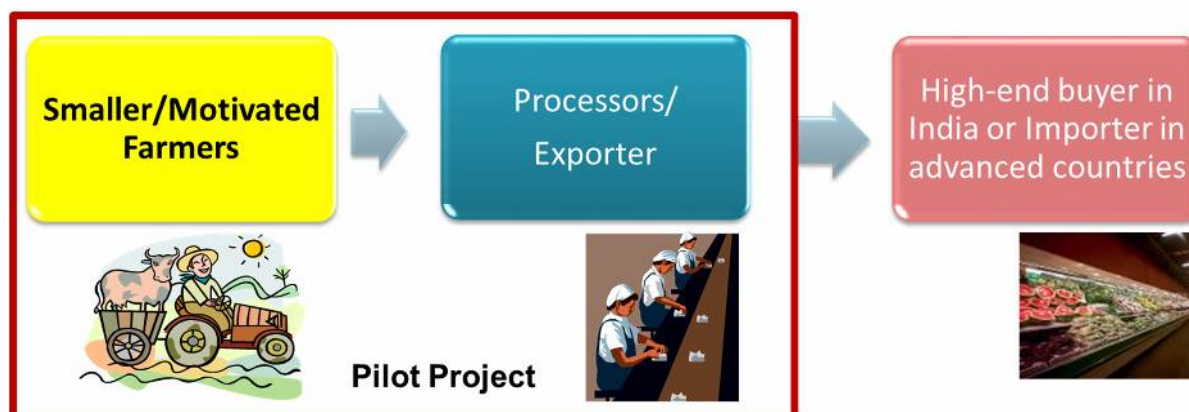 Smaller/Motivated
Farmers
Processors/
Exporter
High-end buyer in
India or Importer in
advanced countries
Pilot Project